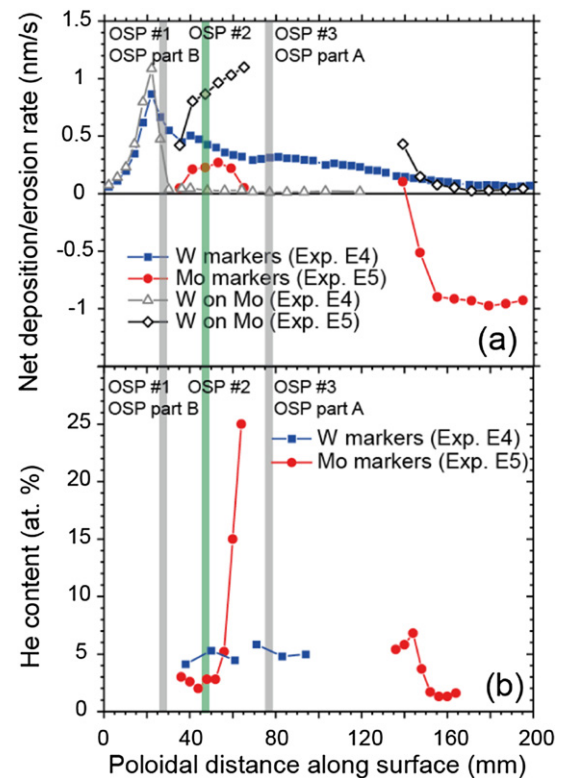 1.5
1
0.5
0
-0.5
-1
Net deposition/erosion rate (nm/s)
OSP #1 OSP #2 OSP #3
OSP part B OSP part A
W markers (Exp. E4)
Mo markers (Exp. E5)
W on Mo (Exp. E4)
W on Mo (Exp. E5)
(a)
OSP #1 OSP #2 OSP #3
OSP part B OSP part A
W markers (Exp. E4)
Mo markers (Exp. E5)
25
20
15
10
5
0
He content (at. %)
(b)
0 40 80 120 160 200
Poloidal distance along surface (mm)